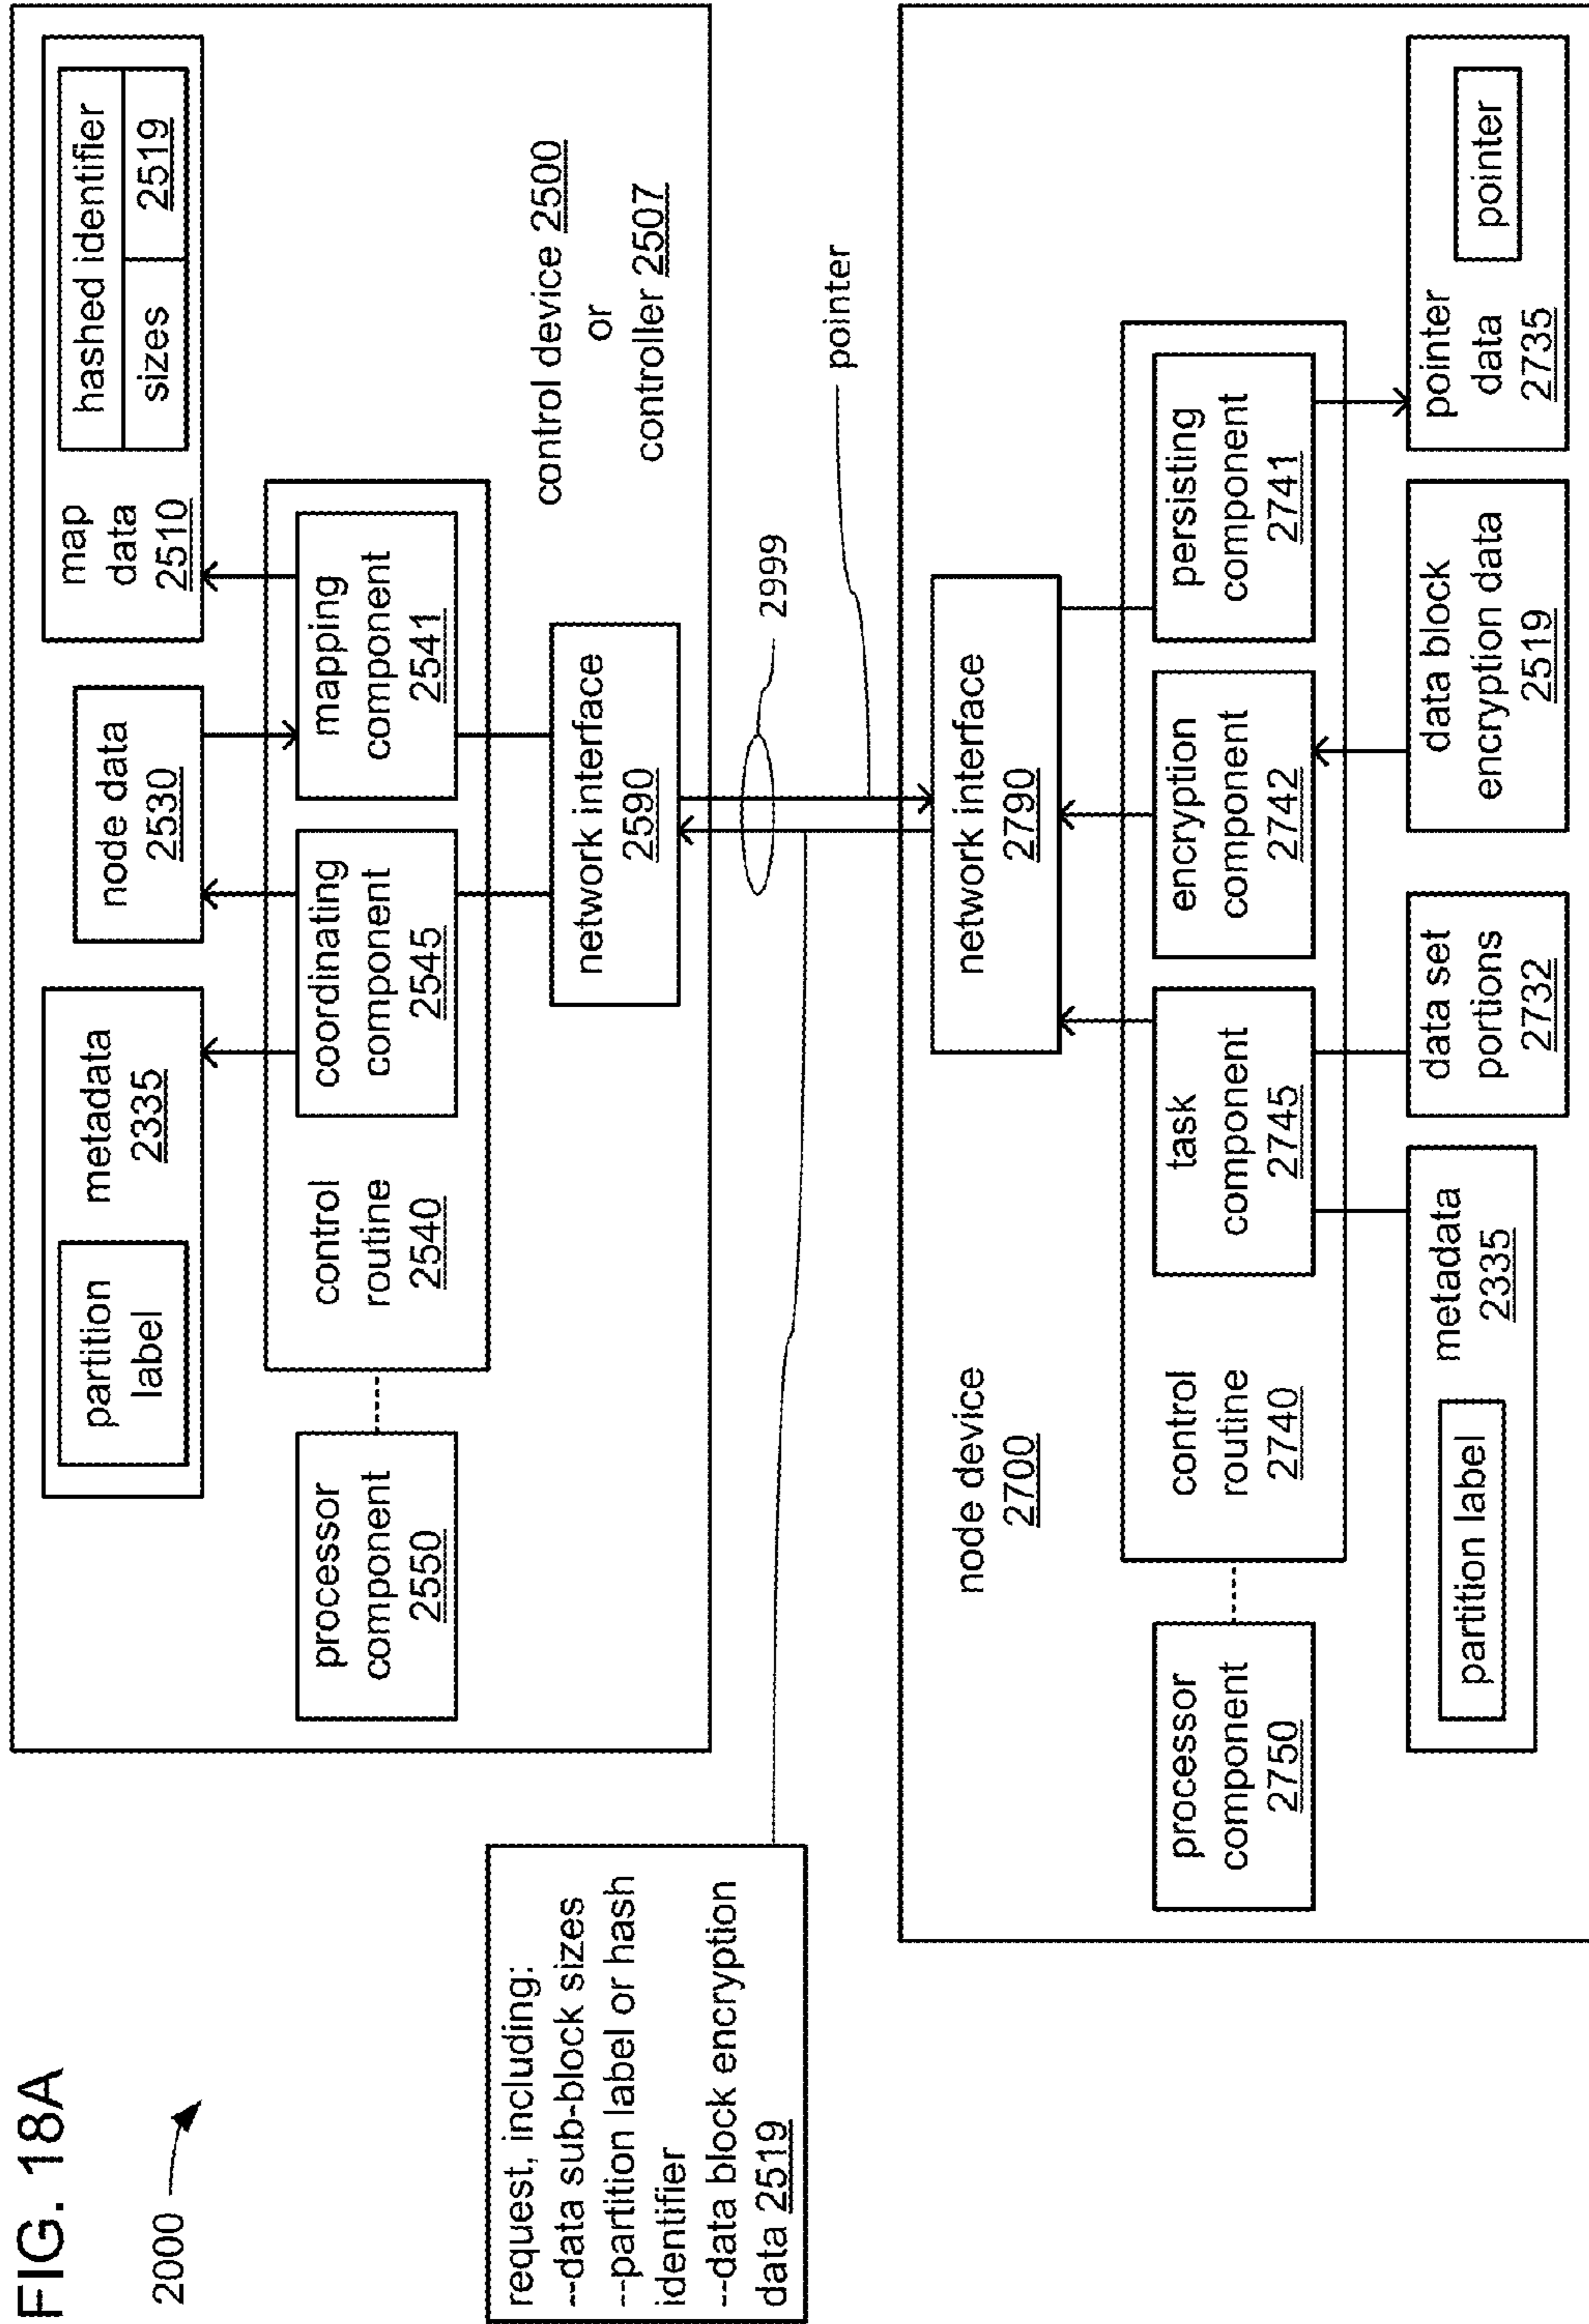 FIG. 18A
2000
request, including:
--data sub-block sizes
--partition label or hash
identifier
--data block encryption
data 2519
partition
label
metadata
2335
node data
2530
map
data
2510
hashed identifier
sizes
2519
processor
component
2550
control
routine
2540
coordinating
component
2545
mapping
component
2541
network interface
2590
control device 2500
or
controller 2507
2999
pointer
node device
2700
network interface
2790
processor
component
2750
control
routine
2740
task
component
2745
encryption
component
2742
persisting
component
2741
partition label
metadata
2335
data set
portions
2732
data block
encryption data
2519
pointer
data
2735
pointer